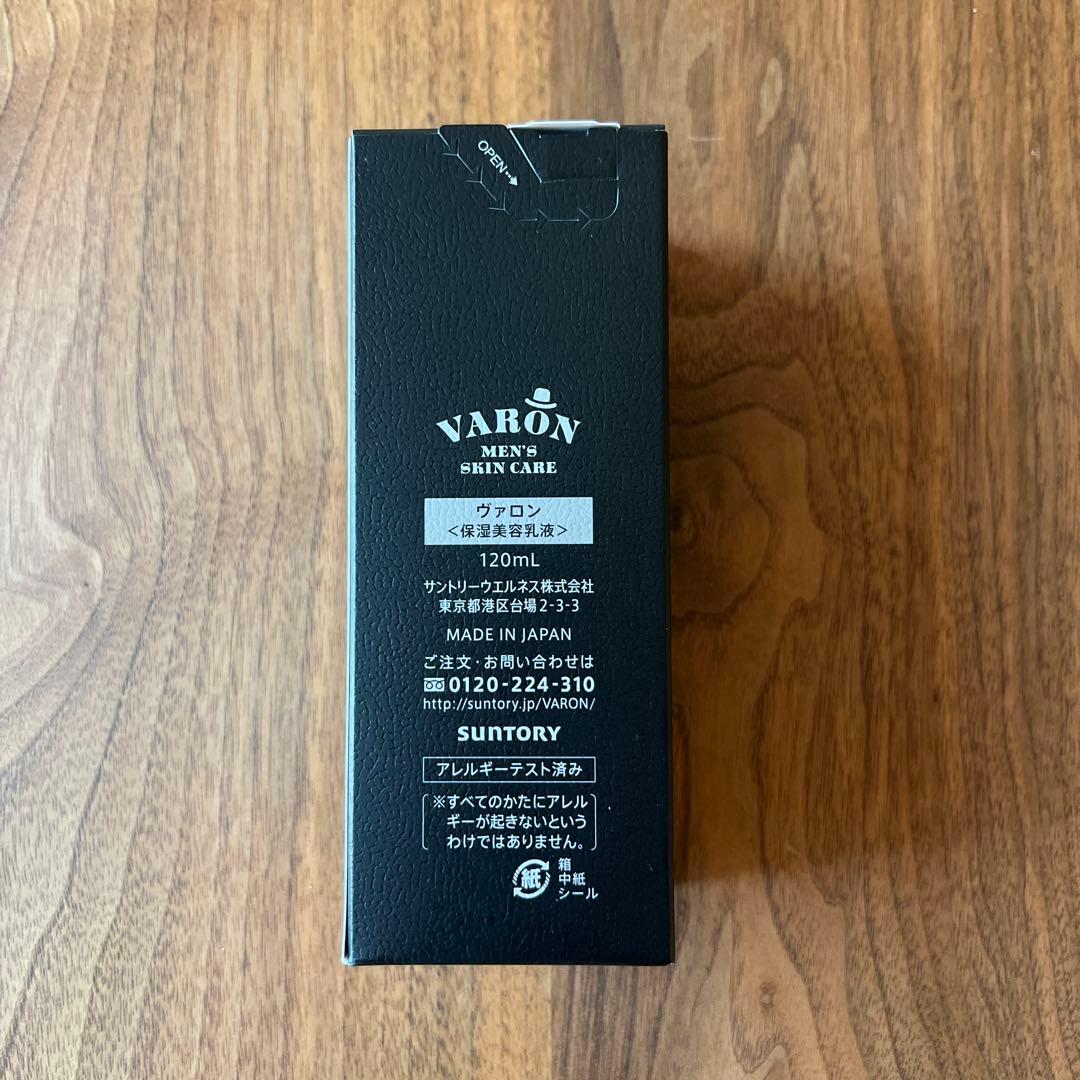 OPEN
VARON
MEN'S
SKIN CARE
ヴァロン
<保湿美容乳液>
120mL
サントリーウエルネス株式会社
東京都港区台場2-3-3
MADE IN JAPAN
ご注文・お問い合わせは
0120-224-310
http://suntory.jp/VARON/
SUNTORY
アレルギーテスト済み
※すべてのかたにアレル
ギーが起きないという
わけではありません。
紙
箱
中紙
シール